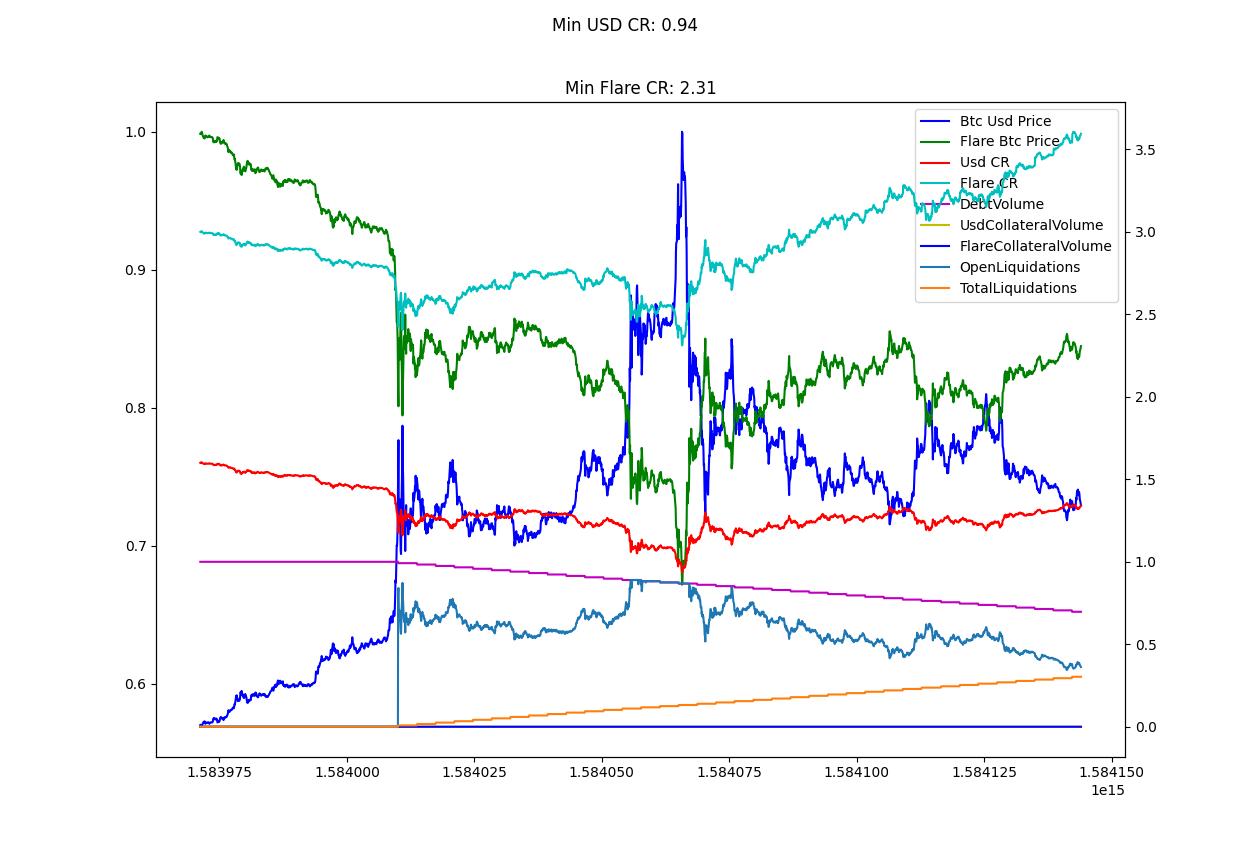 Min USD CR: 0.94
Min Flare CR: 2.31
1.0
0.9
0.8
0.7
0.6
Btc Usd Price
Flare Btc Price
Usd CR
Flare CR
DebtVolume
UsdCollateralVolume
FlareCollateralVolume
OpenLiquidations
TotalLiquidations
3.5
3.0
2.5
2.0
1.5
1.0
0.5
0.0
1.583975 1.584000 1.584025 1.584050 1.584075 1.584100 1.584125 1.584150
1e15